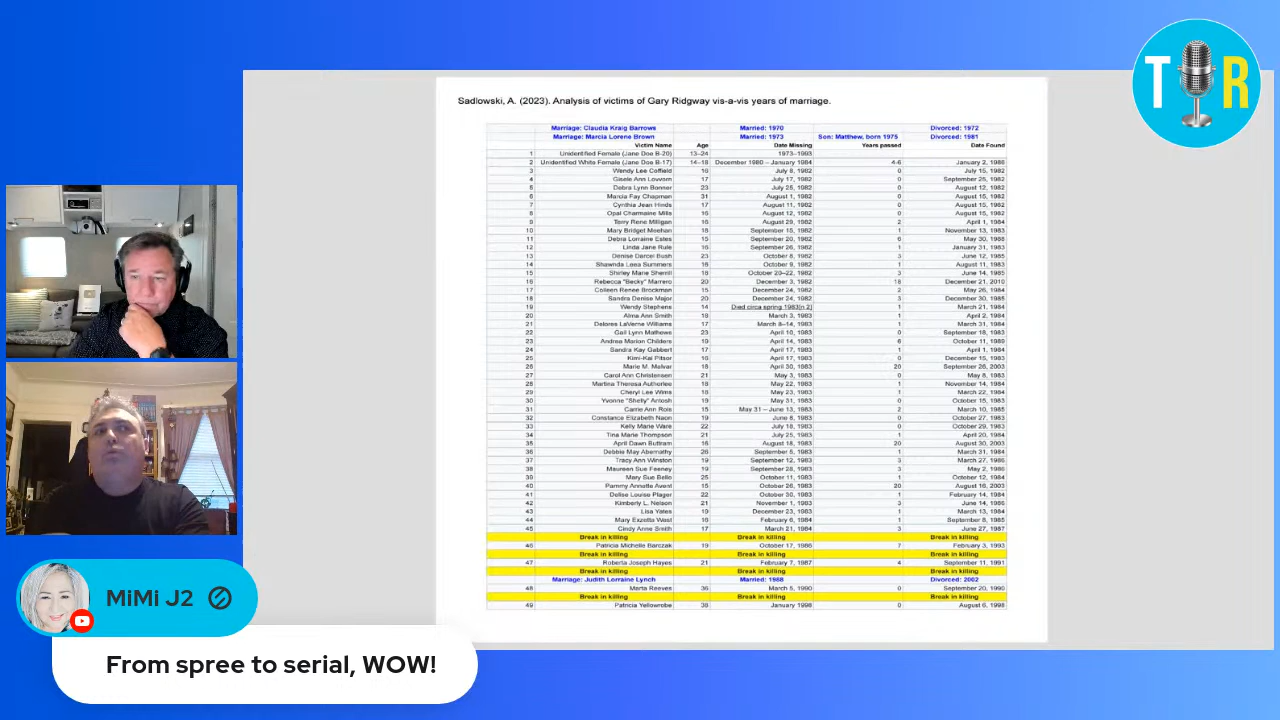 T R
Sadlowski, A. (2023). Analysis of victims of Gary Ridgway vis-a-vis years of marriage.
Marriage: Claudia Kraig Barrows Married: 1970 Divorced: 1972
Marriage: Marcia Lorene Brown Married: 1973 Son: Matthew, born 1975 Divorced: 1981
Victim Name Age Date Missing Years passed Date Found
1 Unidentified Female (Jane Doe B-20) 13–24 1973–1993
2 Unidentified White Female (Jane Doe B-17) 14–18 December 1980 – January 1984 4-6 January 2, 1986
3 Wendy Lee Coffield 16 July 8, 1982 0 July 15, 1982
4 Gisele Ann Lovvorn 17 July 17, 1982 0 September 25, 1982
5 Debra Lynn Bonner 23 July 25, 1982 0 August 12, 1982
6 Marcia Fay Chapman 31 August 1, 1982 0 August 15, 1982
7 Cynthia Jean Hinds 17 August 11, 1982 0 August 15, 1982
8 Opal Charmaine Mills 16 August 12, 1982 0 August 15, 1982
9 Terry Rene Milligan 16 August 29, 1982 2 April 1, 1984
10 Mary Bridget Meehan 18 September 15, 1982 1 November 13, 1983
11 Debra Lorraine Estes 15 September 20, 1982 6 May 30, 1988
12 Linda Jane Rule 16 September 26, 1982 1 January 31, 1983
13 Denise Darcel Bush 23 October 8, 1982 3 June 12, 1985
14 Shawnda Leea Summers 16 October 9, 1982 1 August 11, 1983
15 Shirley Marie Sherrill 18 October 20–22, 1982 3 June 14, 1985
16 Rebecca "Becky" Marrero 20 December 3, 1982 18 December 21, 2010
17 Colleen Renee Brockman 15 December 24, 1982 2 May 26, 1984
18 Sandra Denise Major 20 December 24, 1982 3 December 30, 1985
19 Wendy Stephens 14 Died circa spring 1983[n 2] 1 March 21, 1984
20 Alma Ann Smith 18 March 3, 1983 1 April 2, 1984
21 Delores LaVerne Williams 17 March 8–14, 1983 1 March 31, 1984
22 Gail Lynn Mathews 23 April 10, 1983 0 September 18, 1983
23 Andrea Marion Childers 19 April 14, 1983 6 October 11, 1989
24 Sandra Kay Gabbert 17 April 17, 1983 1 April 1, 1984
25 Kimi-Kai Pitsor 16 April 17, 1983 0 December 15, 1983
26 Marie M. Malvar 18 April 30, 1983 20 September 26, 2003
27 Carol Ann Christensen 21 May 3, 1983 0 May 8, 1983
28 Martina Theresa Authorlee 18 May 22, 1983 1 November 14, 1984
29 Cheryl Lee Wims 18 May 23, 1983 1 March 22, 1984
30 Yvonne "Shelly" Antosh 19 May 31, 1983 0 October 15, 1983
31 Carrie Ann Rois 15 May 31 – June 13, 1983 2 March 10, 1985
32 Constance Elizabeth Naon 19 June 8, 1983 0 October 27, 1983
33 Kelly Marie Ware 22 July 18, 1983 0 October 29, 1983
34 Tina Marie Thompson 21 July 25, 1983 1 April 20, 1984
35 April Dawn Buttram 16 August 18, 1983 20 August 30, 2003
36 Debbie May Abernathy 26 September 5, 1983 1 March 31, 1984
37 Tracy Ann Winston 19 September 12, 1983 3 March 27, 1986
38 Maureen Sue Feeney 19 September 28, 1983 3 May 2, 1986
39 Mary Sue Bello 25 October 11, 1983 1 October 12, 1984
40 Pammy Annette Avent 15 October 26, 1983 20 August 16, 2003
41 Delise Louise Plager 22 October 30, 1983 1 February 14, 1984
42 Kimberly L. Nelson 21 November 1, 1983 3 June 14, 1986
43 Lisa Yates 19 December 23, 1983 0 March 13, 1984
44 Mary Exzetta West 16 February 6, 1984 1 September 8, 1985
45 Cindy Anne Smith 17 March 21, 1984 3 June 27, 1987
Break in killing Break in killing Break in killing
46 Patricia Michelle Barczak 19 October 17, 1986 7 February 3, 1993
Break in killing Break in killing Break in killing
47 Roberta Joseph Hayes 21 February 7, 1987 4 September 11, 1991
Break in killing Break in killing Break in killing
Marriage: Judith Lorraine Lynch Married: 1988 Divorced: 2002
48 Marta Reeves 36 March 5, 1990 0 September 20, 1990
Break in killing Break in killing Break in killing
49 Patricia Yellowrobe 38 January 1998 0 August 6, 1998
MiMi J2
From spree to serial, WOW!